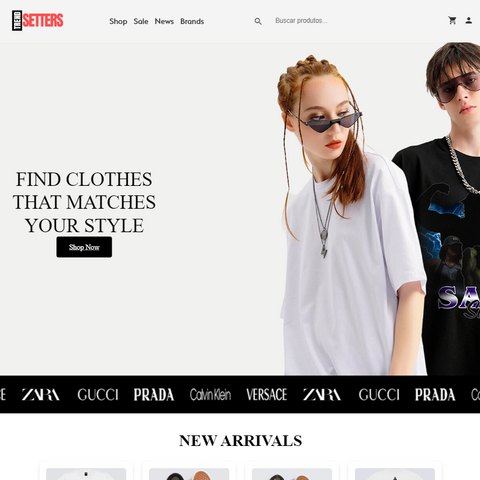 TREND SETTERS
Shop Sale News Brands
Buscar produtos...
FIND CLOTHES
THAT MATCHES
YOUR STYLE
Shop Now
ZARA GUCCI PRADA Calvin Klein VERSACE ZARA GUCCI PRADA
NEW ARRIVALS